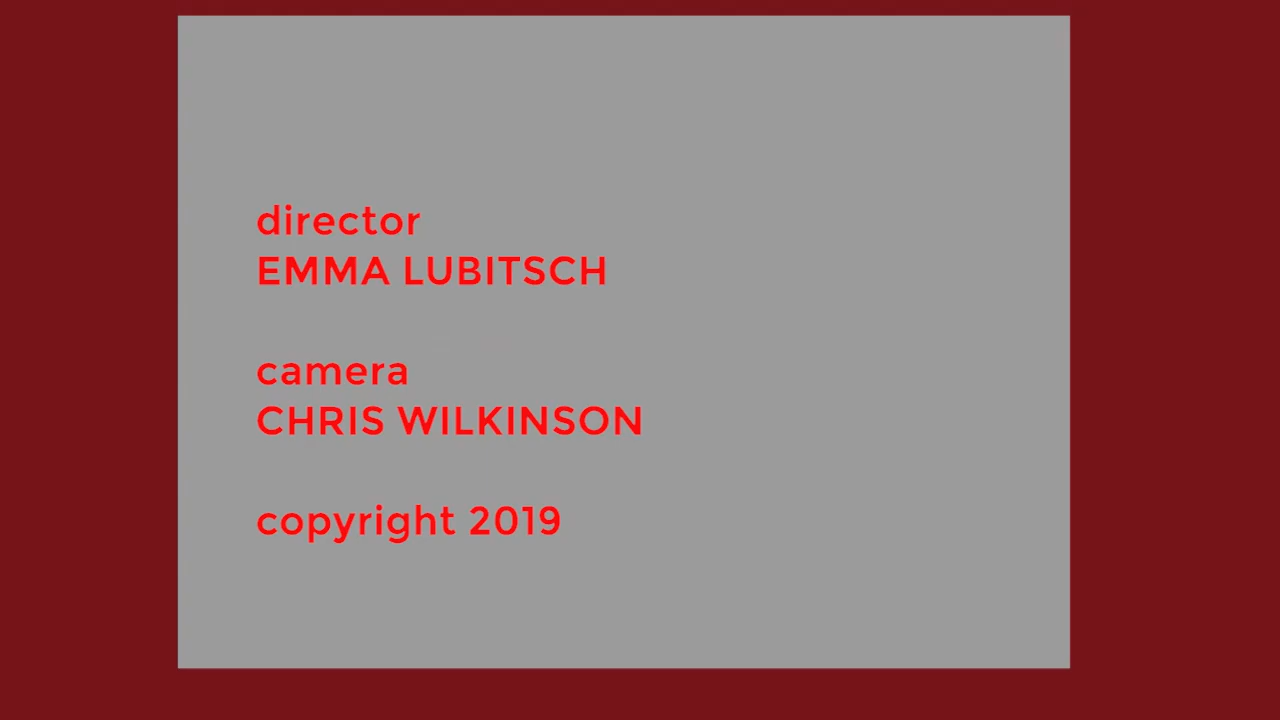 director
EMMA LUBITSCH
camera
CHRIS WILKINSON
copyright 2019